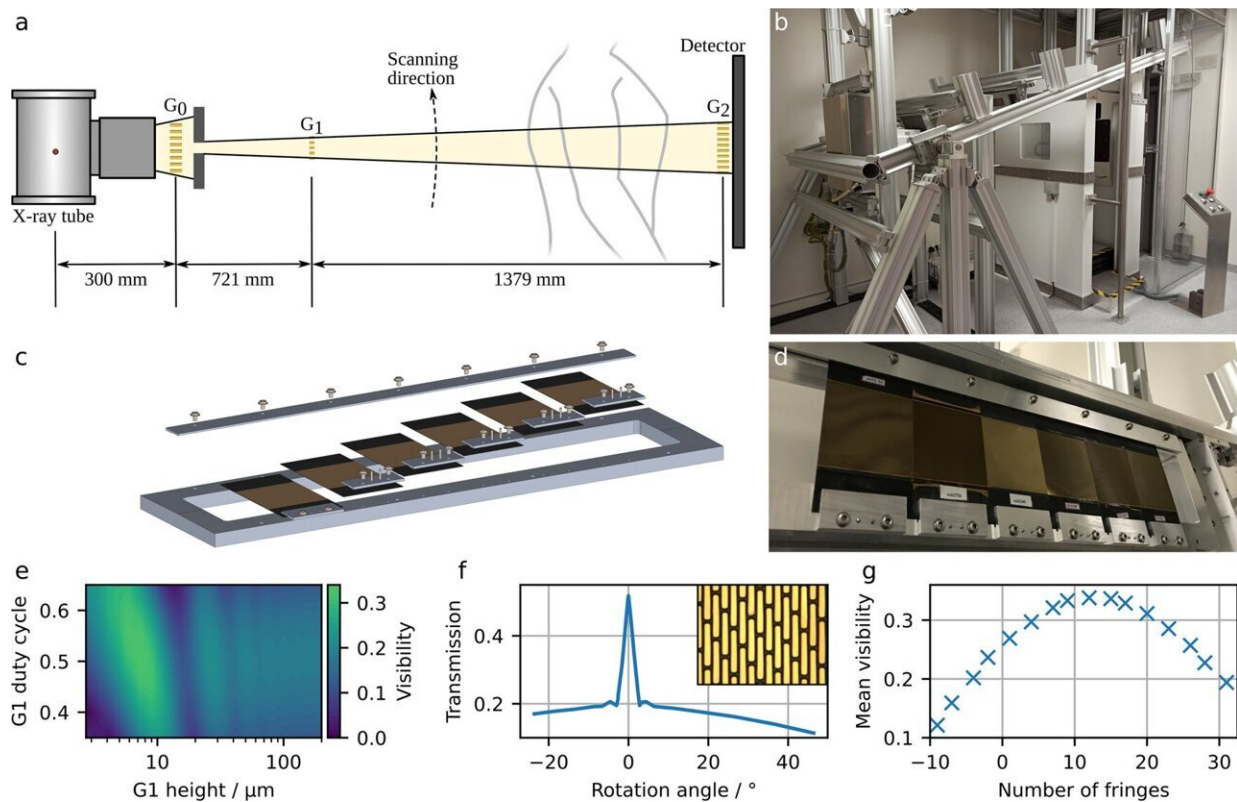 a
Scanning
direction
Detector
G0
G1
G2
X-ray tube
300 mm
721 mm
1379 mm
b
c
d
e
G1 duty cycle
0.6
0.5
0.4
10
100
G1 height / µm
0.3
0.2
0.1
0.0
Visibility
f
Transmission
0.4
0.2
−20
0
20
40
Rotation angle / °
g
Mean visibility
0.3
0.2
0.1
−10
0
10
20
30
Number of fringes